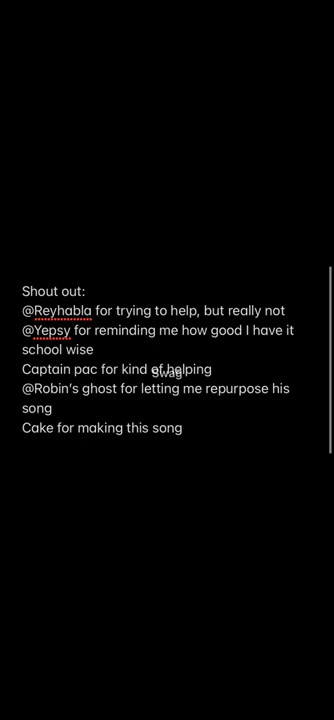 Shout out:
@Reyhabla for trying to help, but really not
@Yepsy for reminding me how good I have it
school wise
Captain pac for kind of helping
Swag
@Robin's ghost for letting me repurpose his
song
Cake for making this song